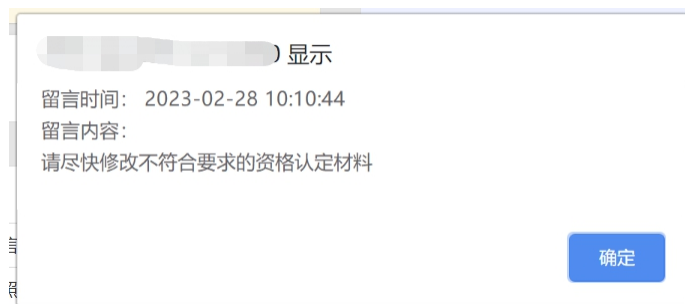 显示
留言时间： 2023-02-28 10:10:44
留言内容：
请尽快修改不符合要求的资格认定材料
确定